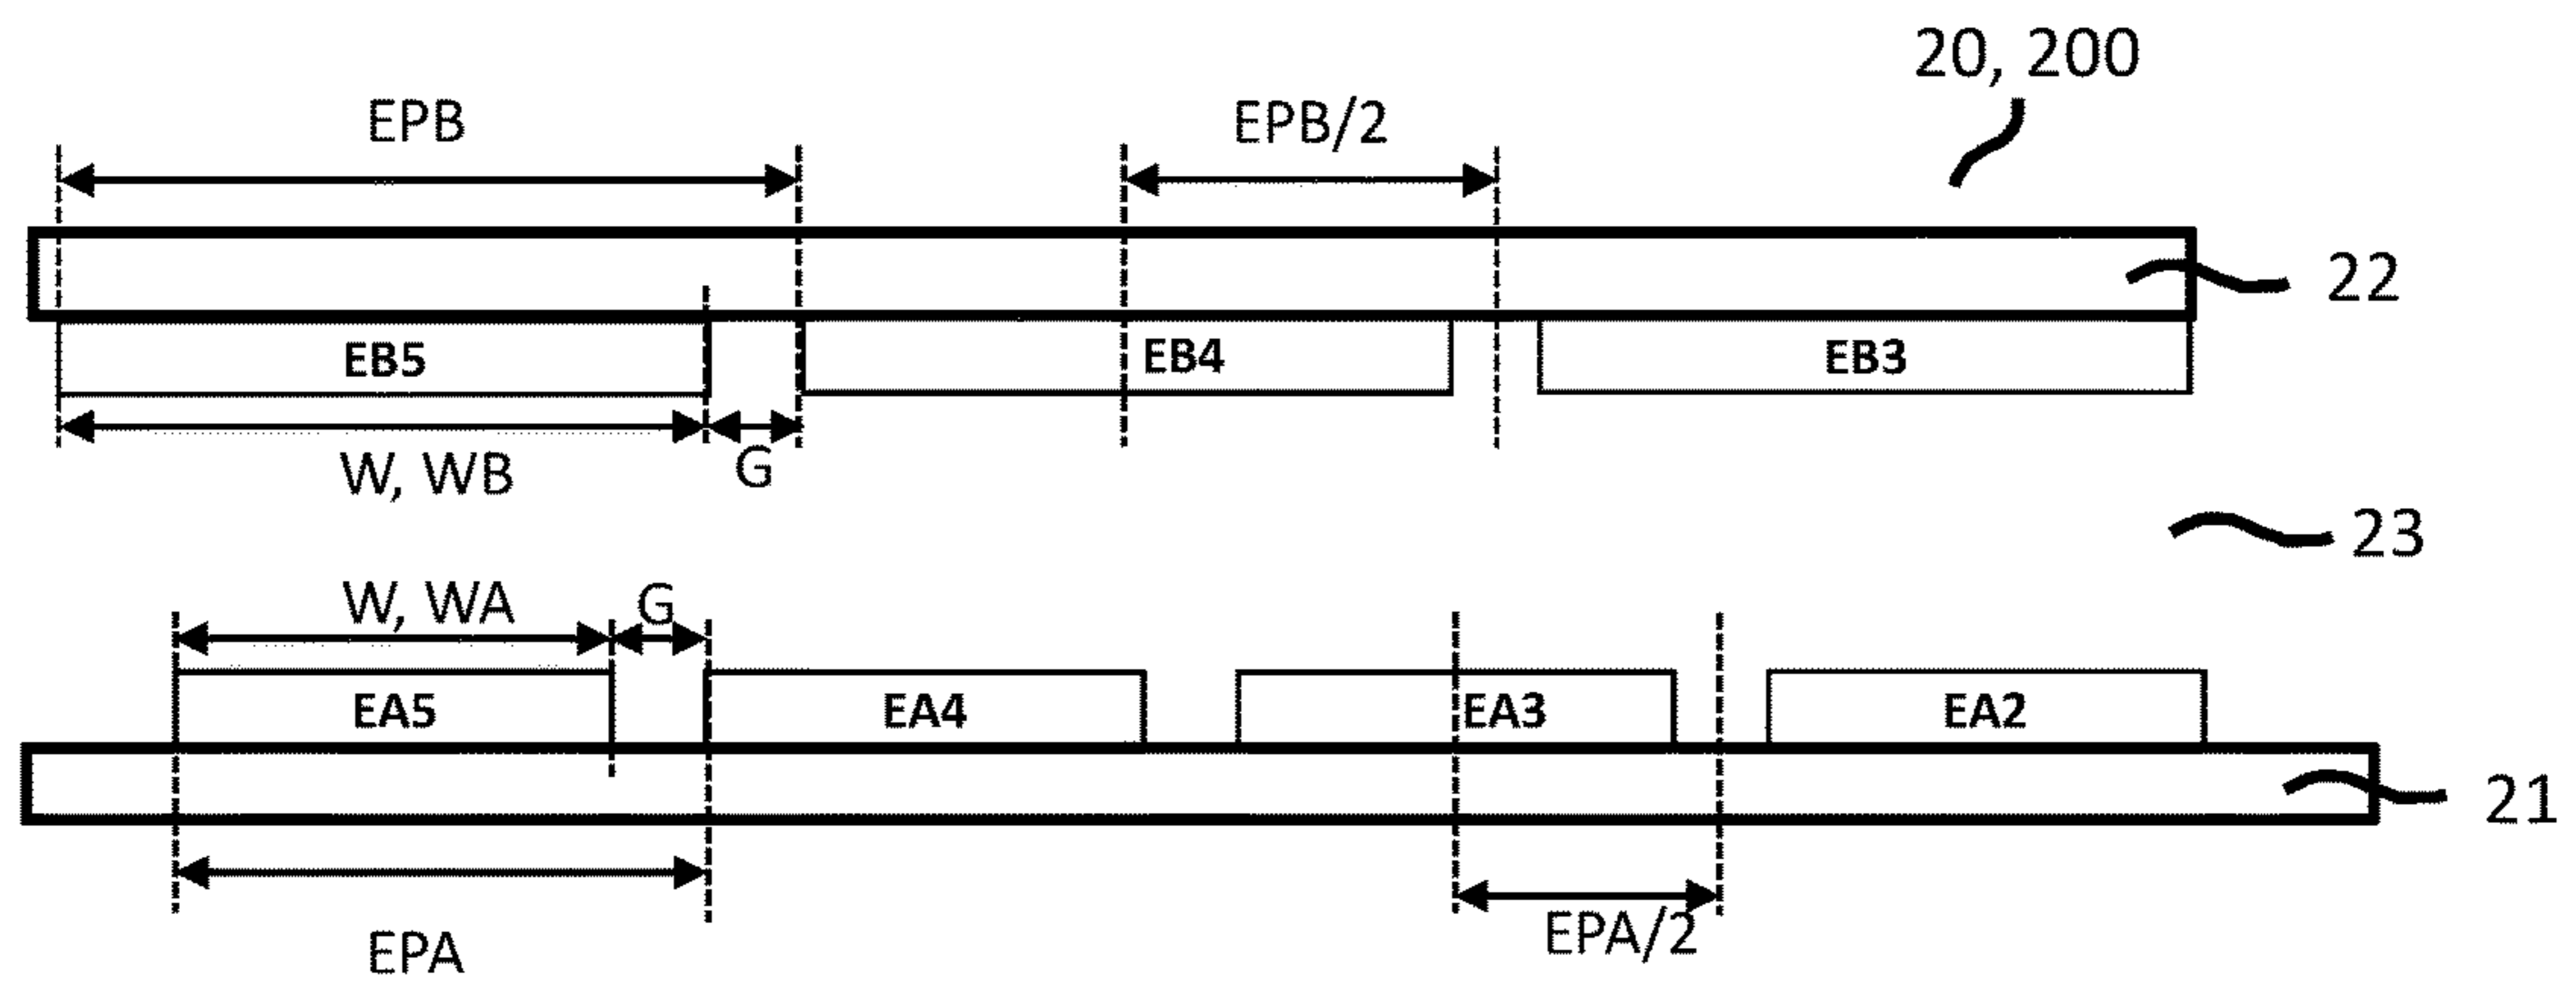 20, 200
EPB
EPB/2
22
EB5
EB4
EB3
W, WB
G
23
W, WA
G
EA5
EA4
EA3
EA2
21
EPA
EPA/2